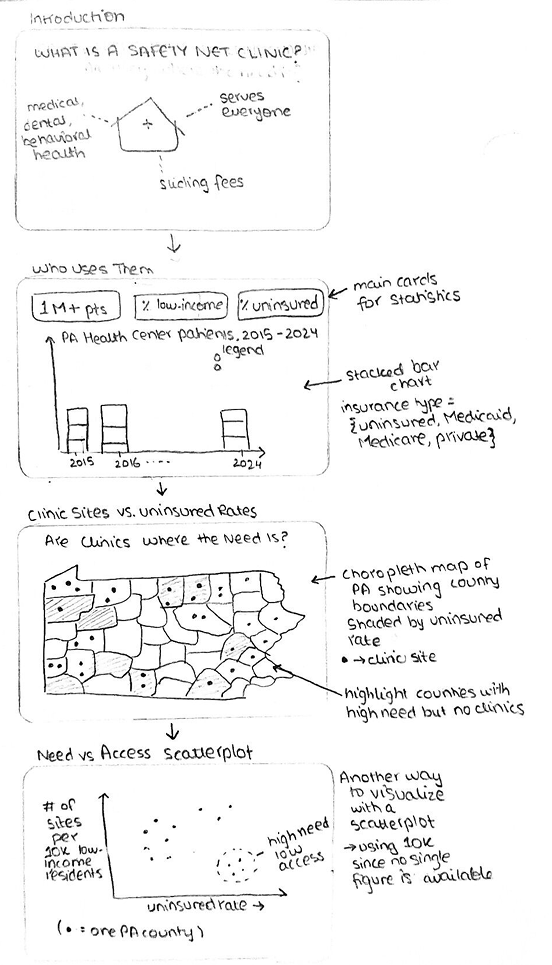 Introduction
WHAT IS A SAFETY NET CLINIC?
medical,
dental,
behavioral
health
serves
everyone
sliding fees
Who Uses Them
1M+ pts
% low-income
% uninsured
main cards
for statistics
PA Health Center patients, 2015-2024
legend
2015
2016
....
2024
stacked bar
chart
insurance type =
{uninsured, Medicaid,
Medicare, private}
Clinic Sites vs. Uninsured Rates
Are Clinics Where the Need Is?
choropleth map of
PA showing county
boundaries
shaded by uninsured
rate
• → clinic site
highlight counties with
high need but no clinics
Need vs Access Scatterplot
# of
sites
per
10K low-
income
residents
high need
low
access
uninsured rate →
(• = one PA county)
Another way
to visualize
with a
scatterplot
→ using 10K
since no single
figure is available